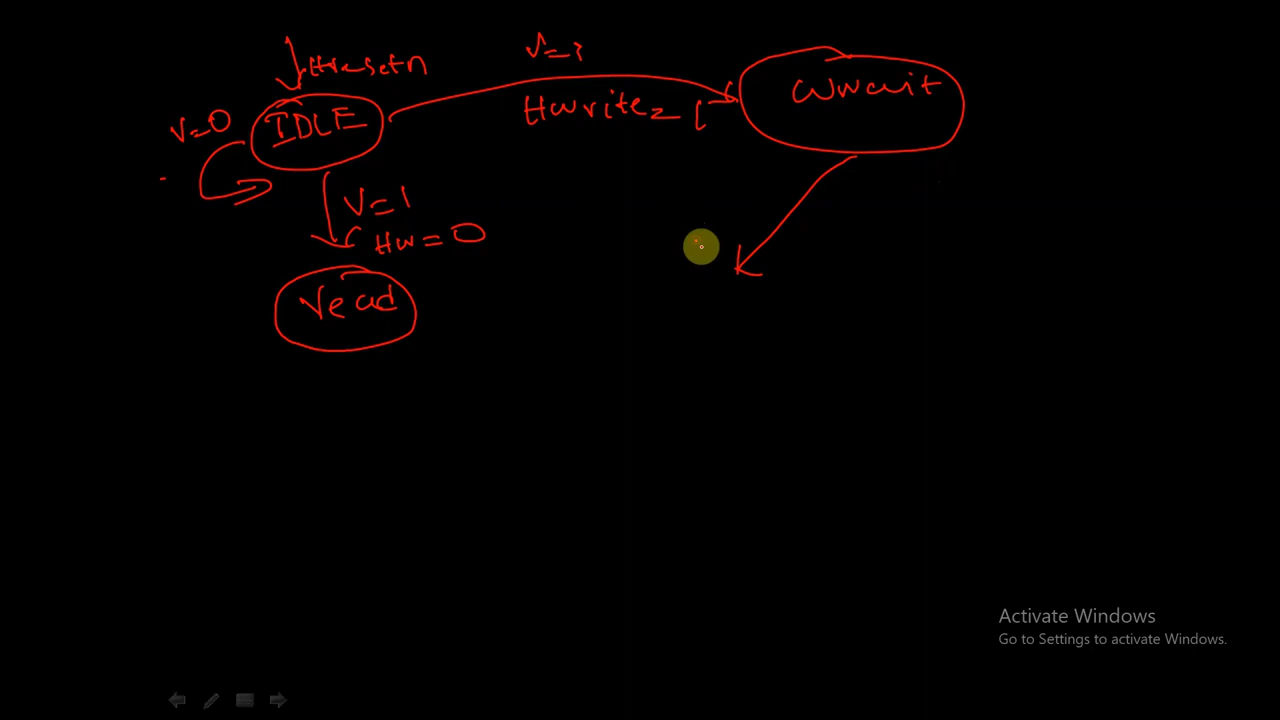 Hresetn
V=1
V=0
IDLE
Hwrite=1
wwait
V=1
HW=0
read
Activate Windows
Go to Settings to activate Windows.